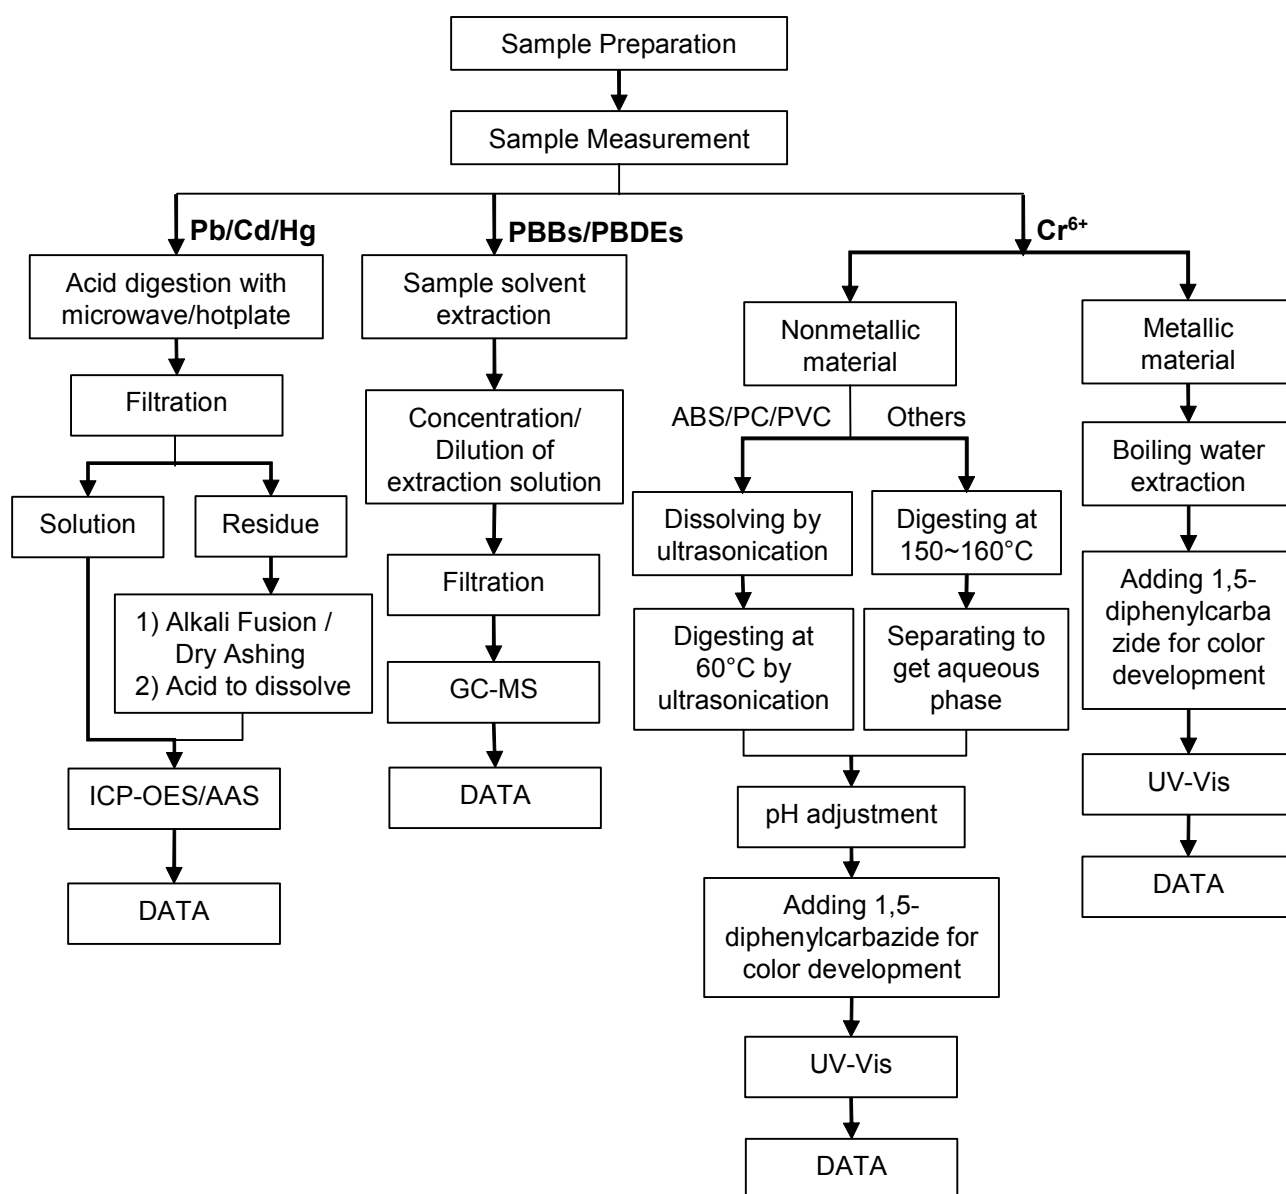 Sample Preparation
Sample Measurement
Pb/Cd/Hg
Acid digestion with
microwave/hotplate
Filtration
Solution
Residue
1) Alkali Fusion /
Dry Ashing
2) Acid to dissolve
ICP-OES/AAS
DATA
PBBs/PBDEs
Sample solvent
extraction
Concentration/
Dilution of
extraction solution
Filtration
GC-MS
DATA
Cr⁶⁺
Nonmetallic
material
ABS/PC/PVC
Others
Dissolving by
ultrasonication
Digesting at
60°C by
ultrasonication
Digesting at
150~160°C
Separating to
get aqueous
phase
pH adjustment
Adding 1,5-
diphenylcarbazide for
color development
UV-Vis
DATA
Metallic
material
Boiling water
extraction
Adding 1,5-
diphenylcarba
zide for color
development
UV-Vis
DATA